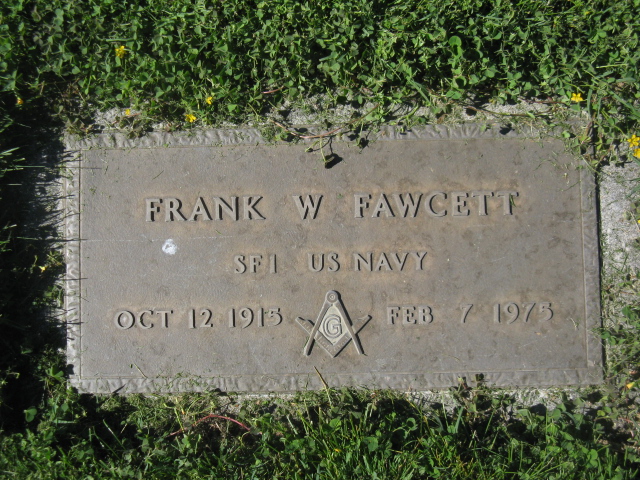 FRANK W FAWCETT
SF1 US NAVY
OCT 12 1915 G FEB 7 1975